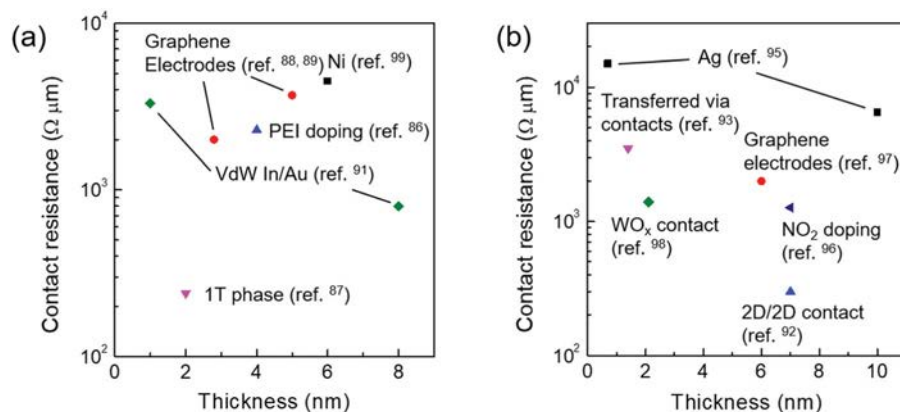 (a)
Contact resistance (Ω μm)
10⁴
10³
10²
Graphene
Electrodes (ref. 88, 89)
Ni (ref. 99)
PEI doping (ref. 86)
VdW In/Au (ref. 91)
1T phase (ref. 87)
0 2 4 6 8
Thickness (nm)
(b)
Contact resistance (Ω μm)
10⁴
10³
10²
Ag (ref. 95)
Transferred via
contacts (ref. 93)
Graphene
electrodes (ref. 97)
WOₓ contact
(ref. 98)
NO₂ doping
(ref. 96)
2D/2D contact
(ref. 92)
0 2 4 6 8 10
Thickness (nm)